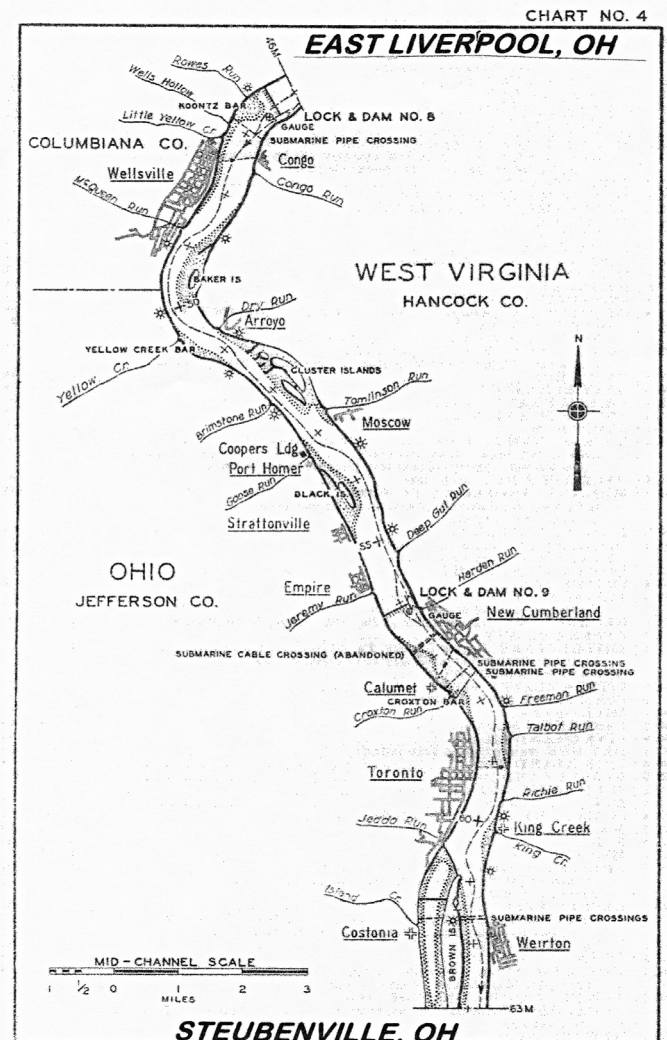 CHART NO. 4
EAST LIVERPOOL, OH
46M
Rowes Run
Wells Hollow
KOONTZ BAR
Little Yellow Cr.
LOCK & DAM NO. 8
GAUGE
SUBMARINE PIPE CROSSING
COLUMBIANA CO.
Congo
Wellsville
McQueen Run
Congo Run
BAKER IS
WEST VIRGINIA
HANCOCK CO.
50
Dry Run
Arroyo
N
YELLOW CREEK BAR
Yellow Cr.
CLUSTER ISLANDS
Tomlinson Run
Brimstone Run
Moscow
Coopers Ldg
Port Homer
Goose Run
BLACK IS.
Deep Gut Run
Strattonville
55
Harden Run
OHIO
JEFFERSON CO.
Empire
Jeremy Run
LOCK & DAM NO. 9
GAUGE
New Cumberland
SUBMARINE CABLE CROSSING (ABANDONED)
SUBMARINE PIPE CROSSING
SUBMARINE PIPE CROSSING
Calumet
CROXTON BAR
Freeman Run
Croxton Run
Talbot Run
Toronto
Richie Run
Jeddo Run
60
King Creek
King Cr.
Island Cr.
SUBMARINE PIPE CROSSINGS
Costonia
BROWN IS
Weirton
MID-CHANNEL SCALE
1 1/2 0 1 2 3
MILES
63M
STEUBENVILLE, OH